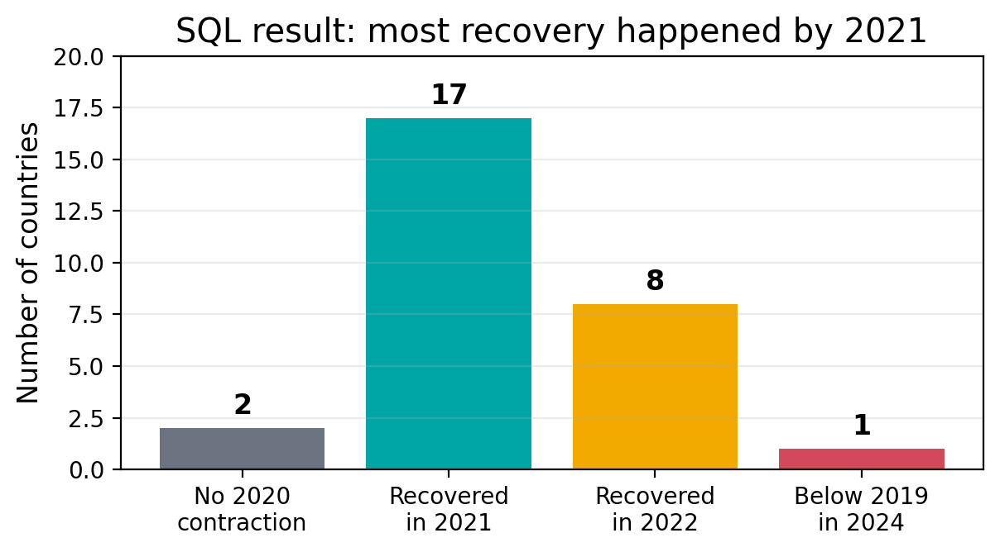 SQL result: most recovery happened by 2021
Number of countries
20.0
17.5
15.0
12.5
10.0
7.5
5.0
2.5
0.0
2
17
8
1
No 2020
contraction
Recovered
in 2021
Recovered
in 2022
Below 2019
in 2024